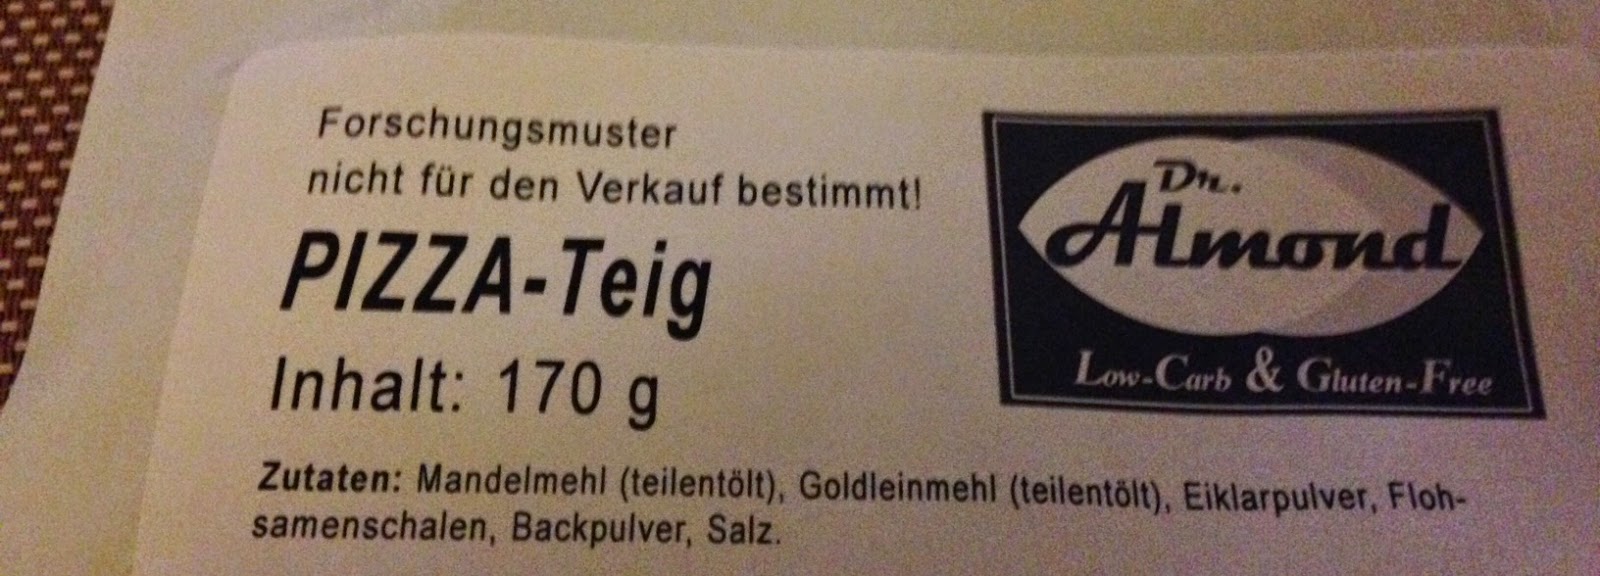 Forschungsmuster
nicht für den Verkauf bestimmt!
PIZZA-Teig
Inhalt: 170 g
Dr.
Almond
Low-Carb & Gluten-Free
Zutaten: Mandelmehl (teilentölt), Goldleinmehl (teilentölt), Eiklarpulver, Floh-
samenschalen, Backpulver, Salz.